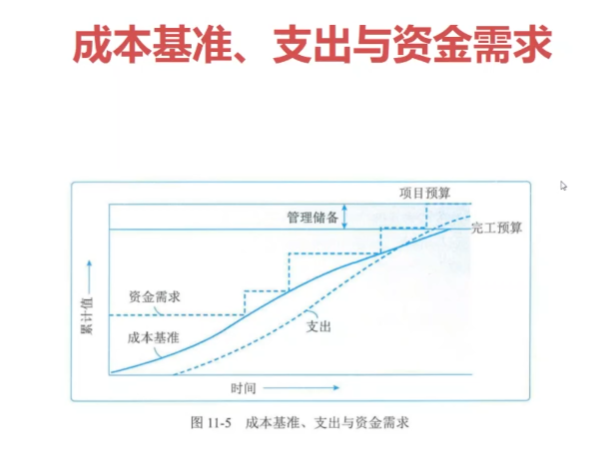 成本基准、支出与资金需求
项目预算
管理储备
完工预算
资金需求
累计值
支出
成本基准
时间
图 11-5 成本基准、支出与资金需求